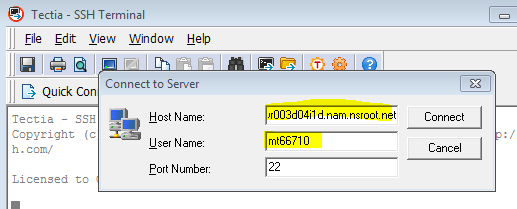 Tectia - SSH Terminal
File Edit View Window Help
Quick Con
Connect to Server
Tectia - SSH
Copyright (c
h.com/
Licensed to
Host Name:
r003d04i1d.nam.nsroot.net
Connect
User Name:
mt66710
Cancel
Port Number:
22